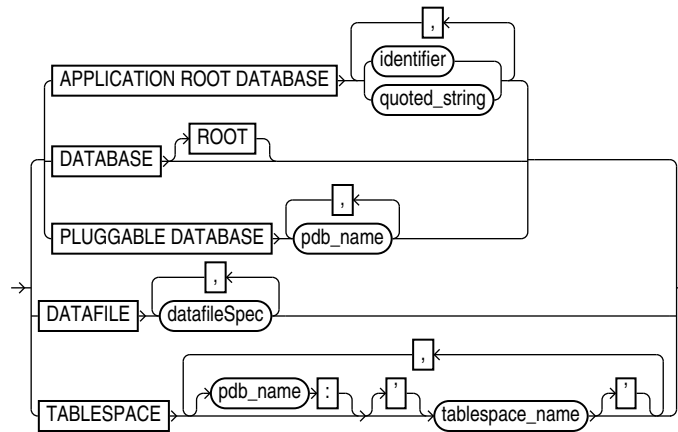 ,
identifier
APPLICATION ROOT DATABASE
quoted_string
ROOT
DATABASE
,
PLUGGABLE DATABASE pdb_name
,
DATAFILE datafileSpec
,
pdb_name : ' '
TABLESPACE tablespace_name